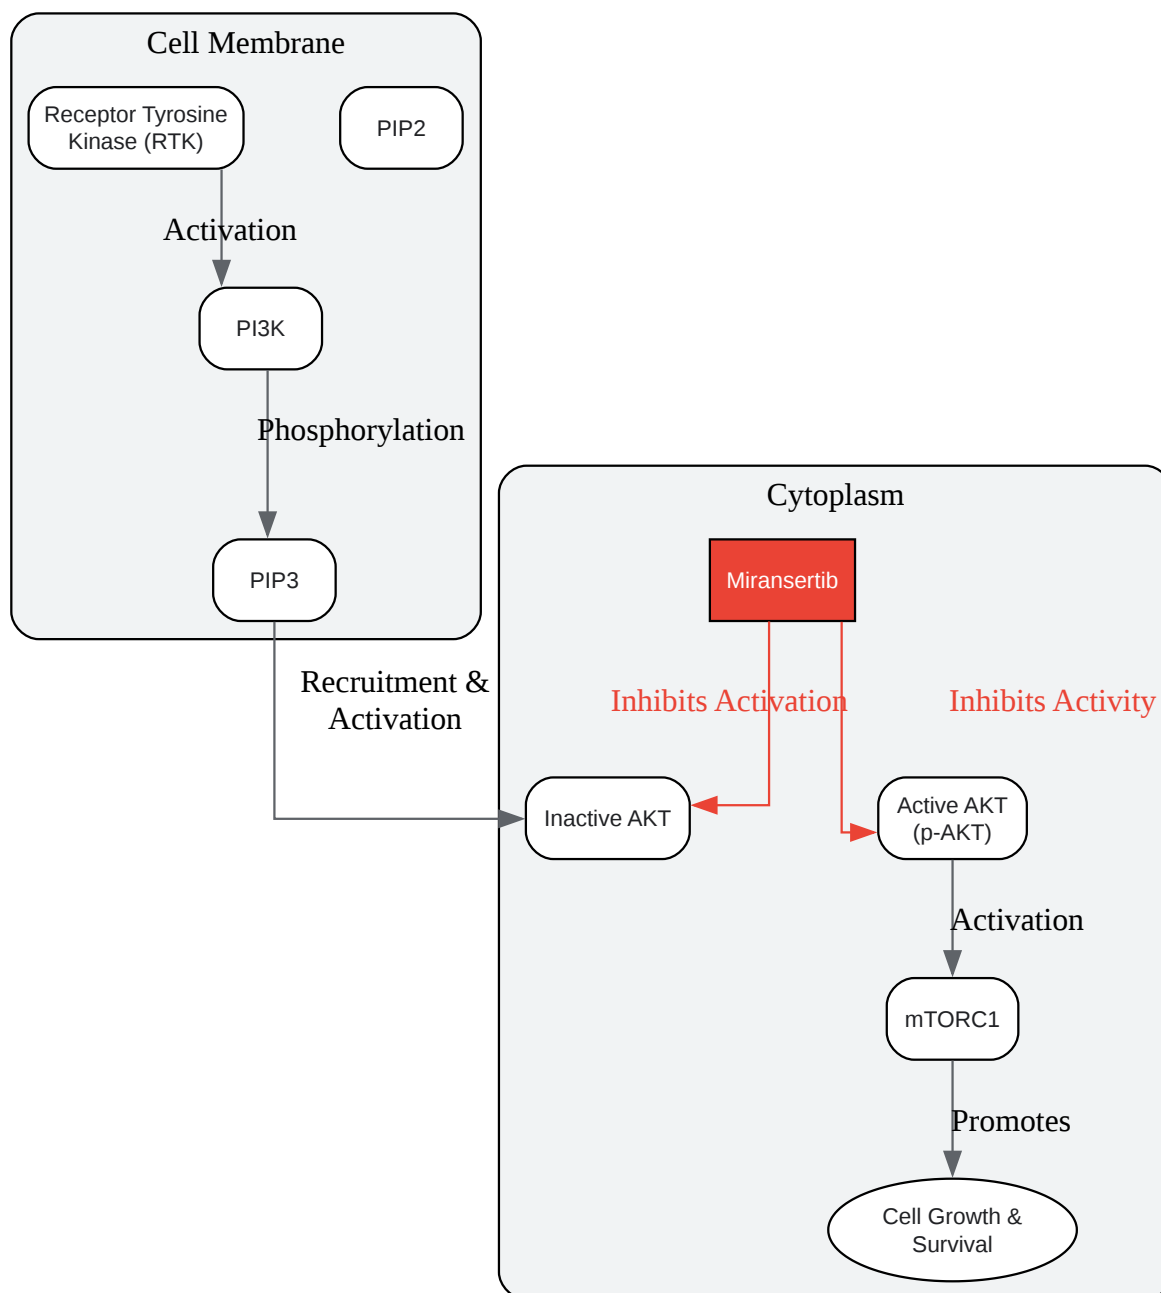 Cell Membrane
Receptor Tyrosine
Kinase (RTK)
PIP2
Activation
PI3K
Phosphorylation
PIP3
Cytoplasm
Miransertib
Recruitment &
Activation
Inhibits Activation
Inhibits Activity
Inactive AKT
Active AKT
(p-AKT)
Activation
mTORC1
Promotes
Cell Growth &
Survival